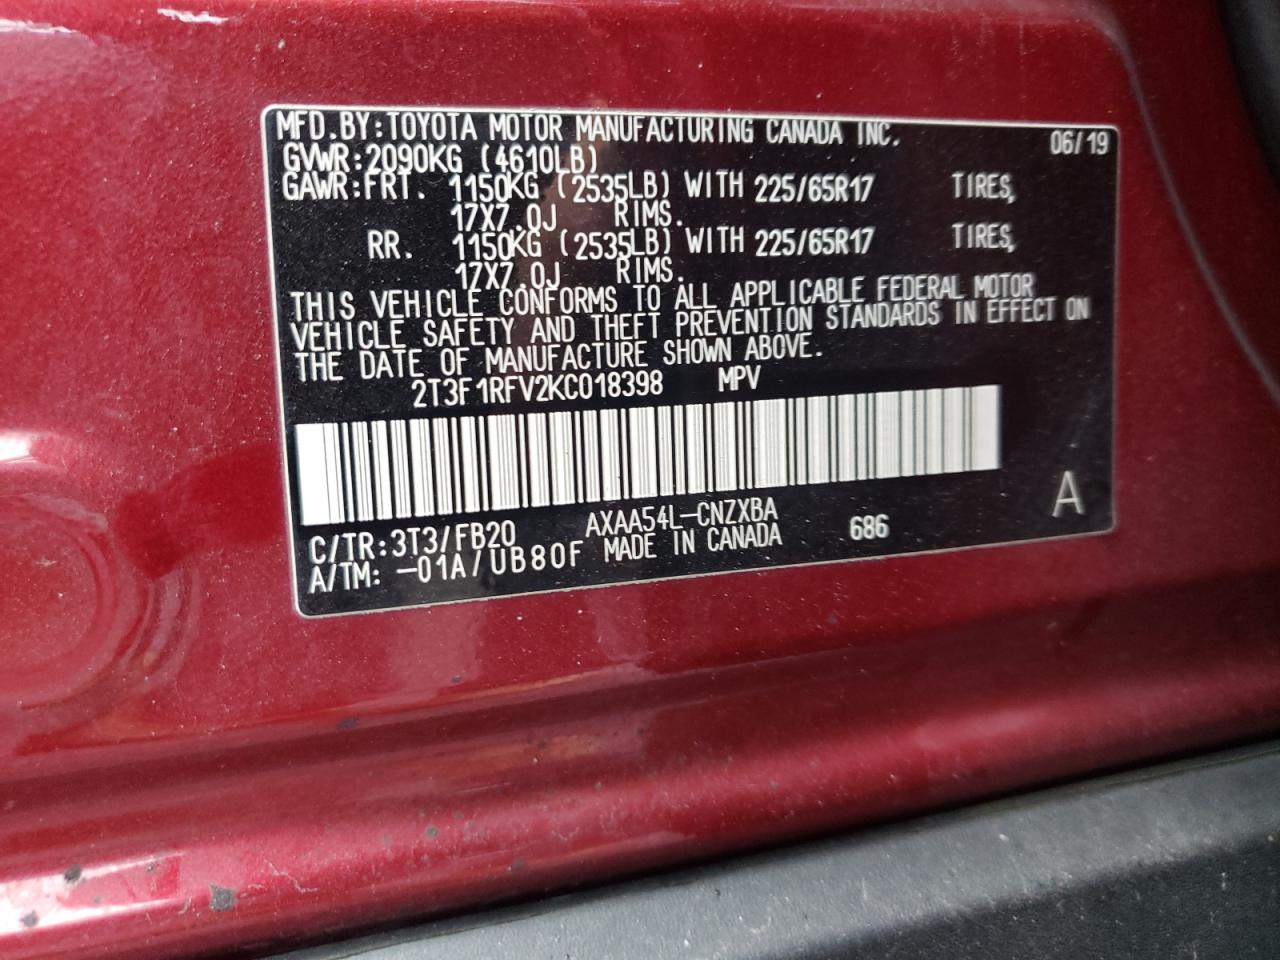 MFD.BY:TOYOTA MOTOR MANUFACTURING CANADA INC. 06/19
GVWR:2090KG (4610LB)
GAWR:FRT. 1150KG (2535LB) WITH 225/65R17 TIRES,
17X7.0J RIMS.
RR. 1150KG (2535LB) WITH 225/65R17 TIRES,
17X7.0J RIMS.
THIS VEHICLE CONFORMS TO ALL APPLICABLE FEDERAL MOTOR
VEHICLE SAFETY AND THEFT PREVENTION STANDARDS IN EFFECT ON
THE DATE OF MANUFACTURE SHOWN ABOVE.
2T3F1RFV2KC018398 MPV
A
C/TR:3T3/FB20 AXAA54L-CNZXBA 686
A/TM: -01A/UB80F MADE IN CANADA